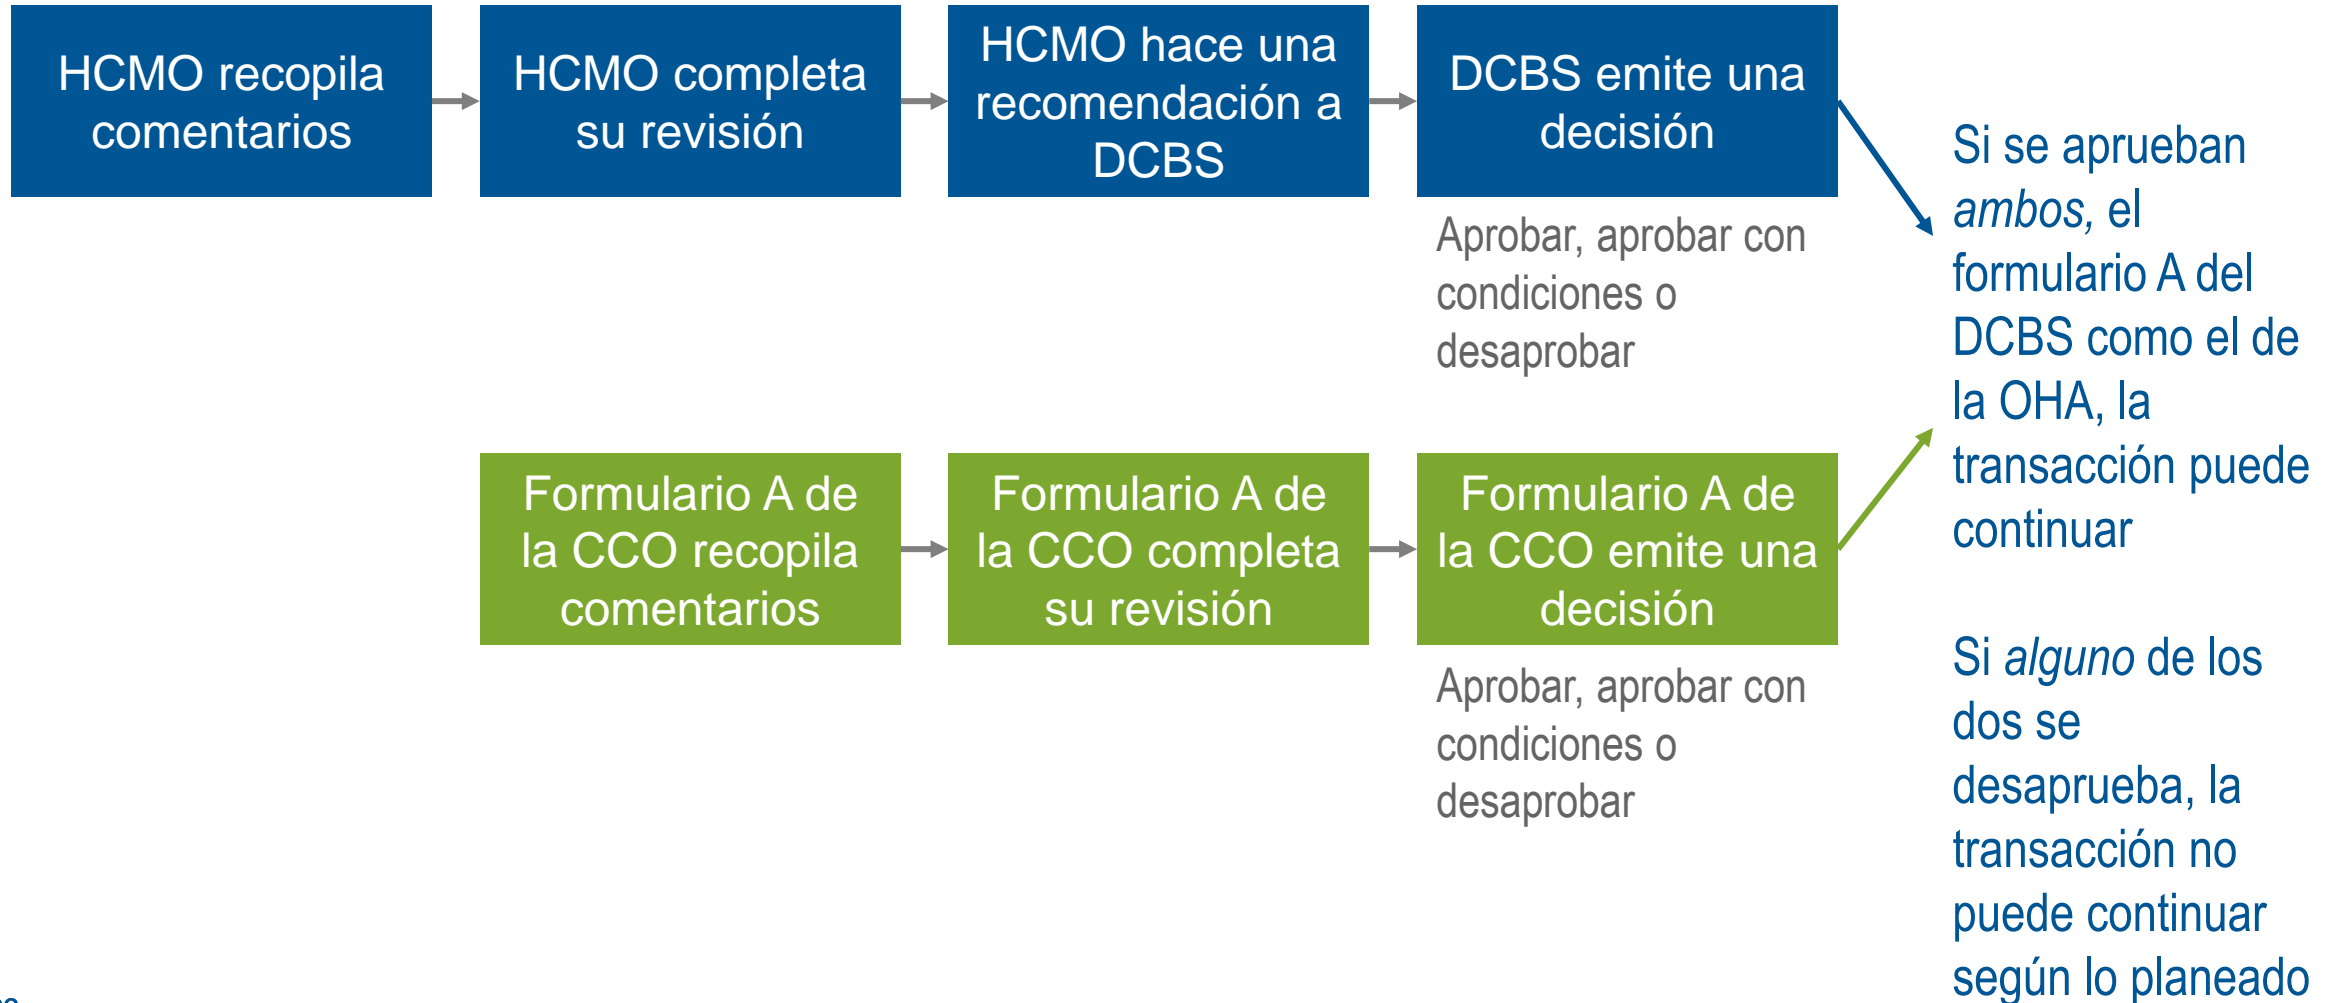 HCMO recopila
comentarios
HCMO completa
su revisión
HCMO hace una
recomendación a
DCBS
DCBS emite una
decisión
Aprobar, aprobar con
condiciones o
desaprobar
Formulario A de
la CCO recopila
comentarios
Formulario A de
la CCO completa
su revisión
Formulario A de
la CCO emite una
decisión
Aprobar, aprobar con
condiciones o
desaprobar
Si se aprueban
ambos, el
formulario A del
DCBS como el de
la OHA, la
transacción puede
continuar
Si alguno de los
dos se
desaprueba, la
transacción no
puede continuar
según lo planeado